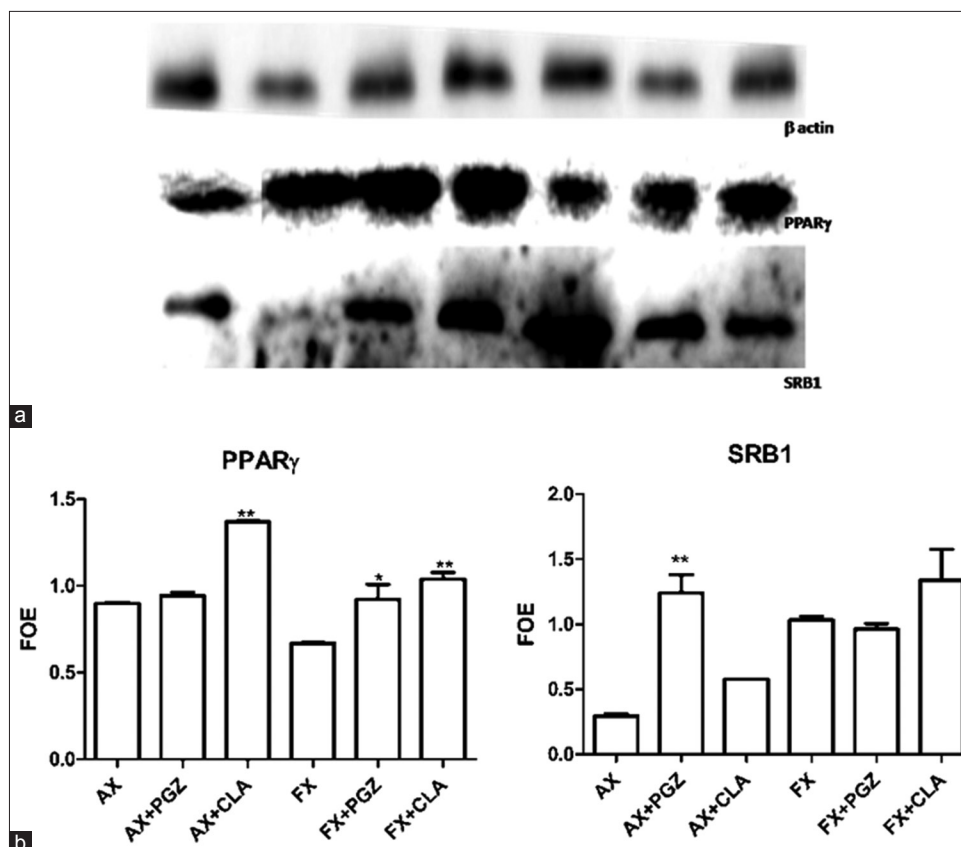 β actin
PPARγ
SRB1
a
PPARγ
FOE
1.5
1.0
0.5
0.0
**
*
**
AX
AX+PGZ
AX+CLA
FX
FX+PGZ
FX+CLA
SRB1
FOE
2.0
1.5
1.0
0.5
0.0
**
AX
AX+PGZ
AX+CLA
FX
FX+PGZ
FX+CLA
b